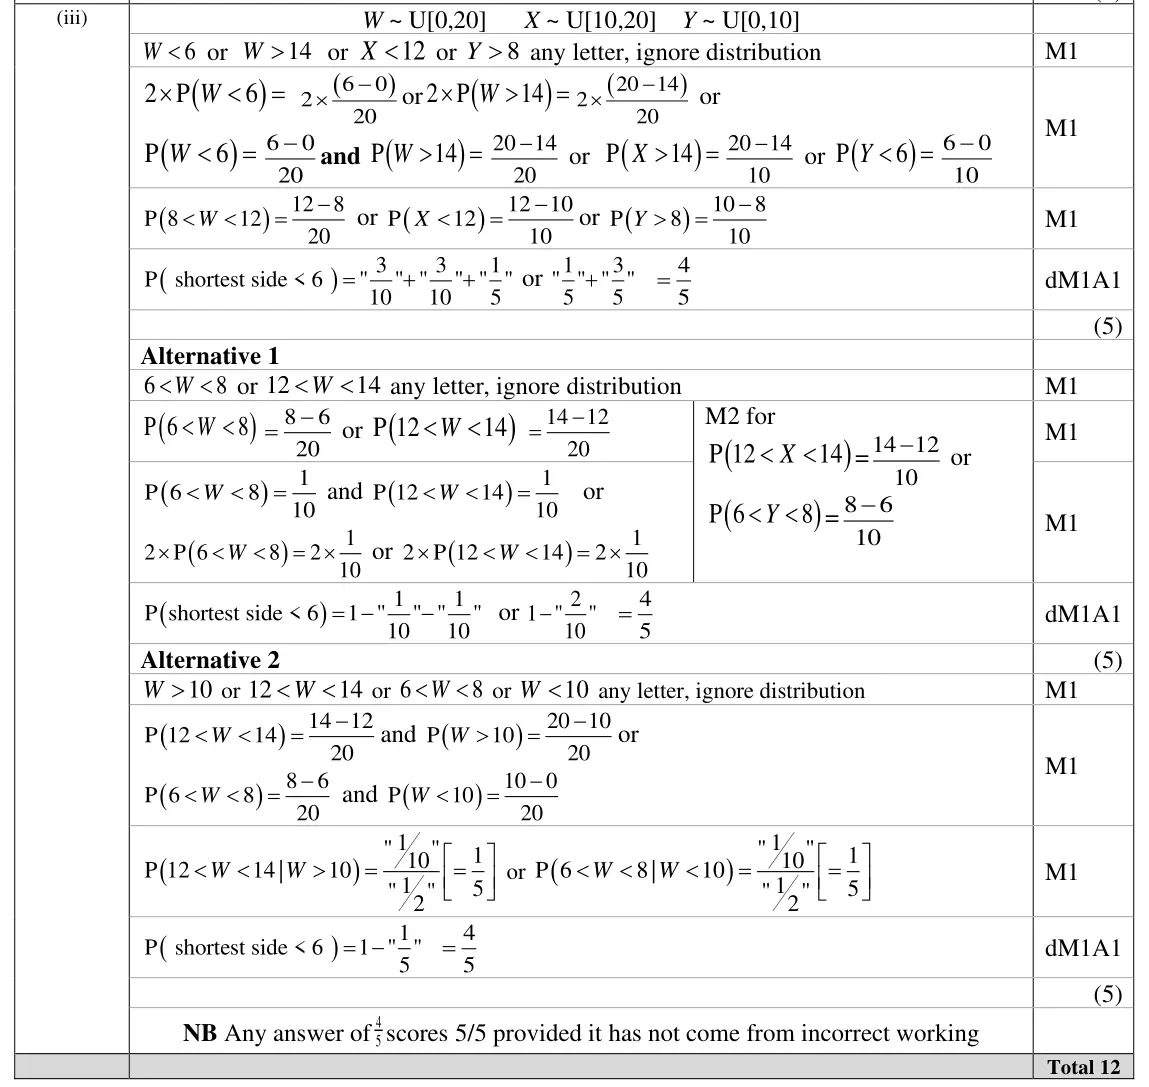 (iii)
W ~ U[0,20] X ~ U[10,20] Y ~ U[0,10]
W < 6 or W > 14 or X < 12 or Y > 8 any letter, ignore distribution M1
2×P(W < 6) = 2×(6−0)/20 or 2×P(W > 14) = 2×(20−14)/20 or
P(W < 6) = (6−0)/20 and P(W > 14) = (20−14)/20 or P(X > 14) = (20−14)/10 or P(Y < 6) = (6−0)/10 M1
P(8 < W < 12) = (12−8)/20 or P(X < 12) = (12−10)/10 or P(Y > 8) = (10−8)/10 M1
P( shortest side < 6 ) = "3/10" + "3/10" + "1/5" or "1/5" + "3/5" = 4/5 dM1A1
(5)
Alternative 1
6 < W < 8 or 12 < W < 14 any letter, ignore distribution M1
P(6 < W < 8) = (8−6)/20 or P(12 < W < 14) = (14−12)/20 M1
P(6 < W < 8) = 1/10 and P(12 < W < 14) = 1/10 or
2×P(6 < W < 8) = 2×1/10 or 2×P(12 < W < 14) = 2×1/10 M1
M2 for
P(12 < X < 14) = (14−12)/10 or
P(6 < Y < 8) = (8−6)/10
P(shortest side < 6) = 1 − "1/10" − "1/10" or 1 − "2/10" = 4/5 dM1A1
Alternative 2 (5)
W > 10 or 12 < W < 14 or 6 < W < 8 or W < 10 any letter, ignore distribution M1
P(12 < W < 14) = (14−12)/20 and P(W > 10) = (20−10)/20 or
P(6 < W < 8) = (8−6)/20 and P(W < 10) = (10−0)/20 M1
P(12 < W < 14 | W > 10) = "1/10"/"1/2" [= 1/5] or P(6 < W < 8 | W < 10) = "1/10"/"1/2" [= 1/5] M1
P( shortest side < 6 ) = 1 − "1/5" = 4/5 dM1A1
(5)
NB Any answer of 4/5 scores 5/5 provided it has not come from incorrect working
Total 12